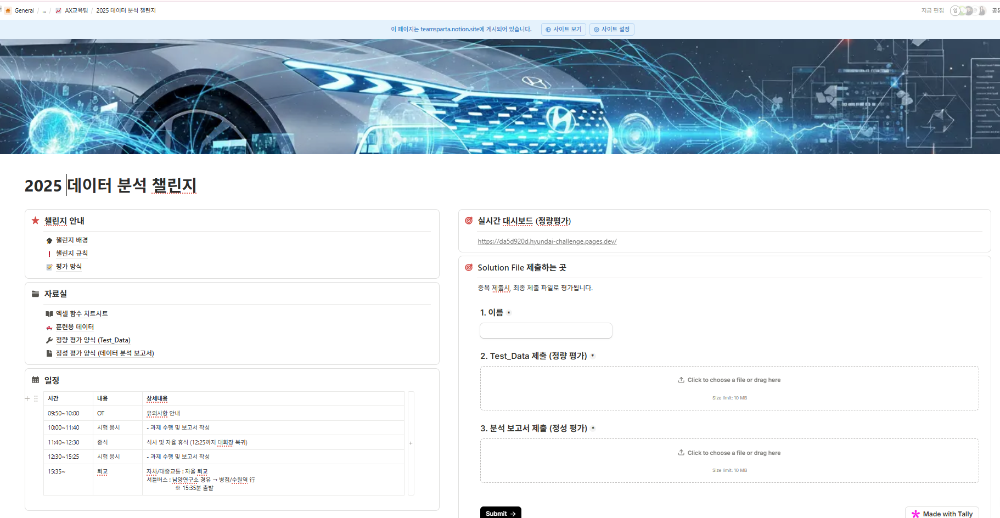 General / ... / AX교육팀 / 2025 데이터 분석 챌린지
지금 편집
임
이 페이지는 teamsparta.notion.site에 게시되어 있습니다.
사이트 보기
사이트 설정
2025 데이터 분석 챌린지
챌린지 안내
챌린지 배경
챌린지 규칙
평가 방식
자료실
엑셀 함수 치트시트
훈련용 데이터
정량 평가 양식 (Test_Data)
정성 평가 양식 (데이터 분석 보고서)
일정
시간 내용 상세내용
09:50~10:00 OT 유의사항 안내
10:00~11:40 시험 응시 - 과제 수행 및 보고서 작성
11:40~12:30 중식 식사 및 자율 휴식 (12:25까지 대회장 복귀)
12:30~15:25 시험 응시 - 과제 수행 및 보고서 작성
15:35~ 퇴교 자차/대중교통 : 자율 퇴교
셔틀버스 : 남양연구소 경유 → 병점/수원역 行
※ 15:35분 출발
실시간 대시보드 (정량평가)
https://da5d920d.hyundai-challenge.pages.dev/
Solution File 제출하는 곳
중복 제출시, 최종 제출 파일로 평가됩니다.
1. 이름 *
2. Test_Data 제출 (정량 평가) *
Click to choose a file or drag here
Size limit: 10 MB
3. 분석 보고서 제출 (정성 평가) *
Click to choose a file or drag here
Size limit: 10 MB
Submit →
Made with Tally